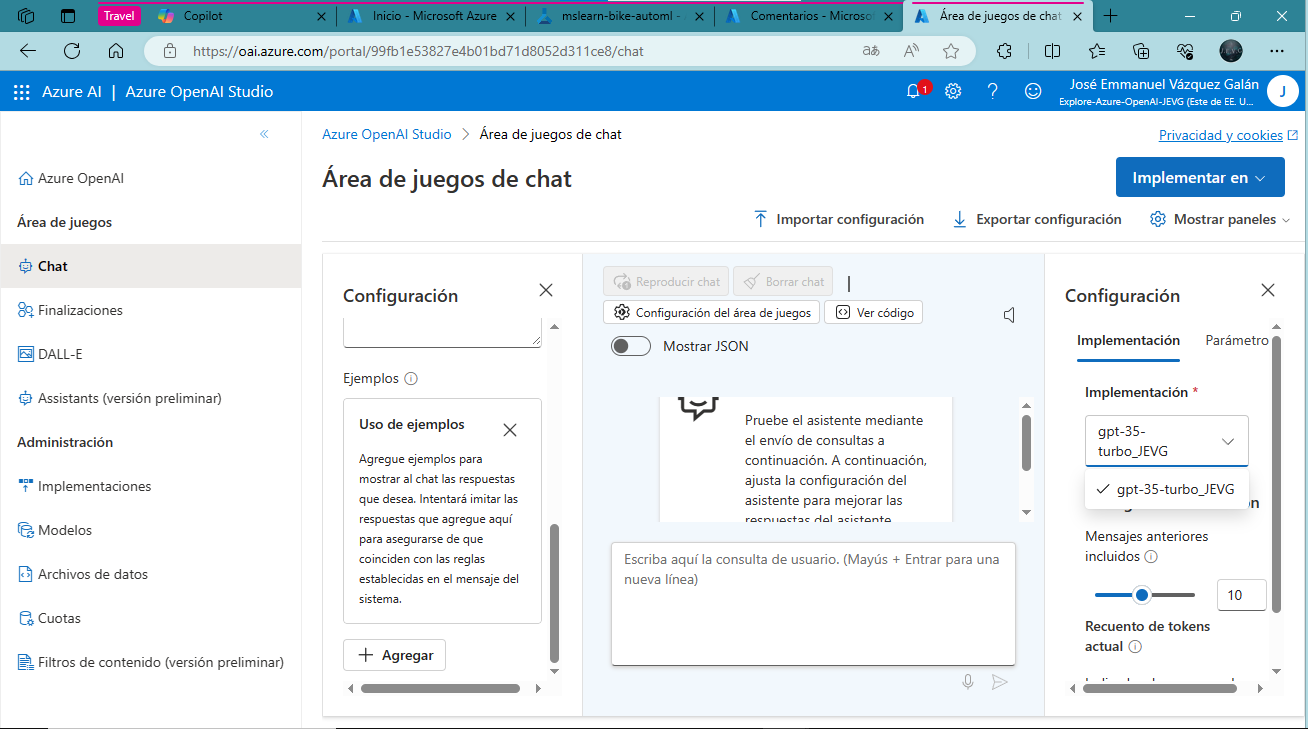 Travel
Copilot
Inicio - Microsoft Azure
mslearn-bike-automl -
Comentarios - Microso
Área de juegos de chat
https://oai.azure.com/portal/99fb1e53827e4b01bd71d8052d311ce8/chat
aあ
Azure AI | Azure OpenAI Studio
1
José Emmanuel Vázquez Galán
Explore-Azure-OpenAI-JEVG (Este de EE. U...
J
Azure OpenAI
Área de juegos
Chat
Finalizaciones
DALL-E
Assistants (versión preliminar)
Administración
Implementaciones
Modelos
Archivos de datos
Cuotas
Filtros de contenido (versión preliminar)
Azure OpenAI Studio > Área de juegos de chat
Privacidad y cookies
Área de juegos de chat
Implementar en
Importar configuración
Exportar configuración
Mostrar paneles
Configuración
Ejemplos
Uso de ejemplos
Agregue ejemplos para
mostrar al chat las respuestas
que desea. Intentará imitar las
respuestas que agregue aquí
para asegurarse de que
coinciden con las reglas
establecidas en el mensaje del
sistema.
Agregar
Reproducir chat
Borrar chat
Configuración del área de juegos
Ver código
Mostrar JSON
Pruebe el asistente mediante
el envío de consultas a
continuación. A continuación,
ajusta la configuración del
asistente para mejorar las
respuestas del asistente
Escriba aquí la consulta de usuario. (Mayús + Entrar para una
nueva línea)
Configuración
Implementación
Parámetro
Implementación *
gpt-35-
turbo_JEVG
gpt-35-turbo_JEVG
Mensajes anteriores
incluidos
10
Recuento de tokens
actual